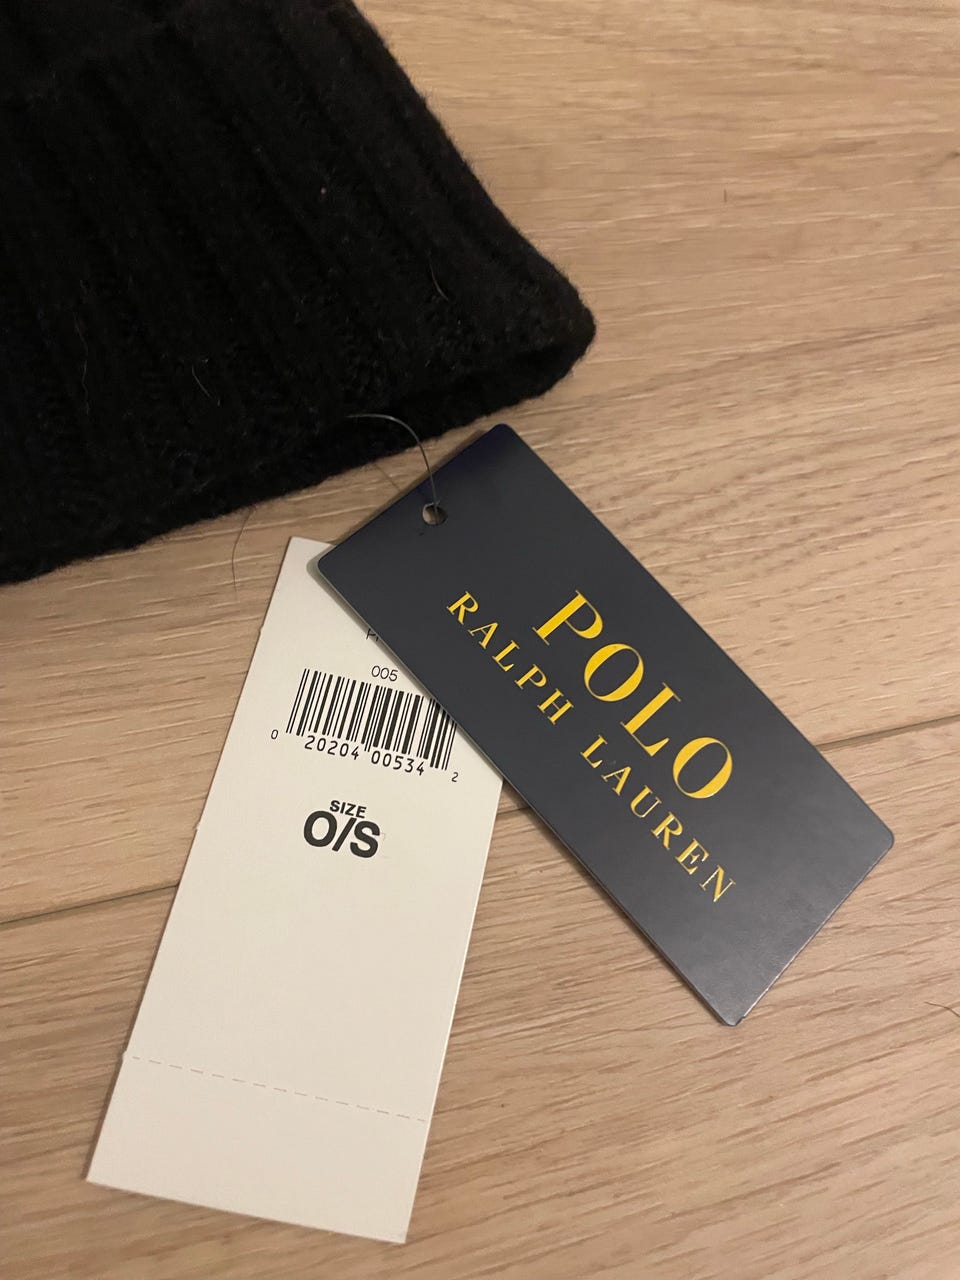 005
0 20204 00534 2
SIZE
O/S
POLO
RALPH LAUREN